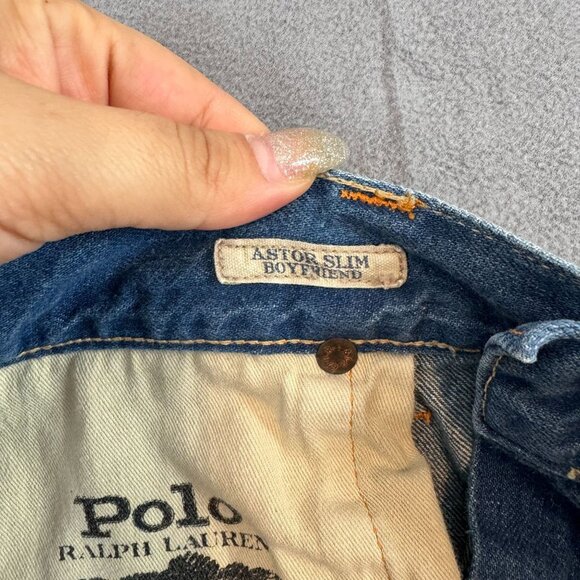 ASTOR SLIM
BOYFRIEND
Polo
RALPH LAUREN